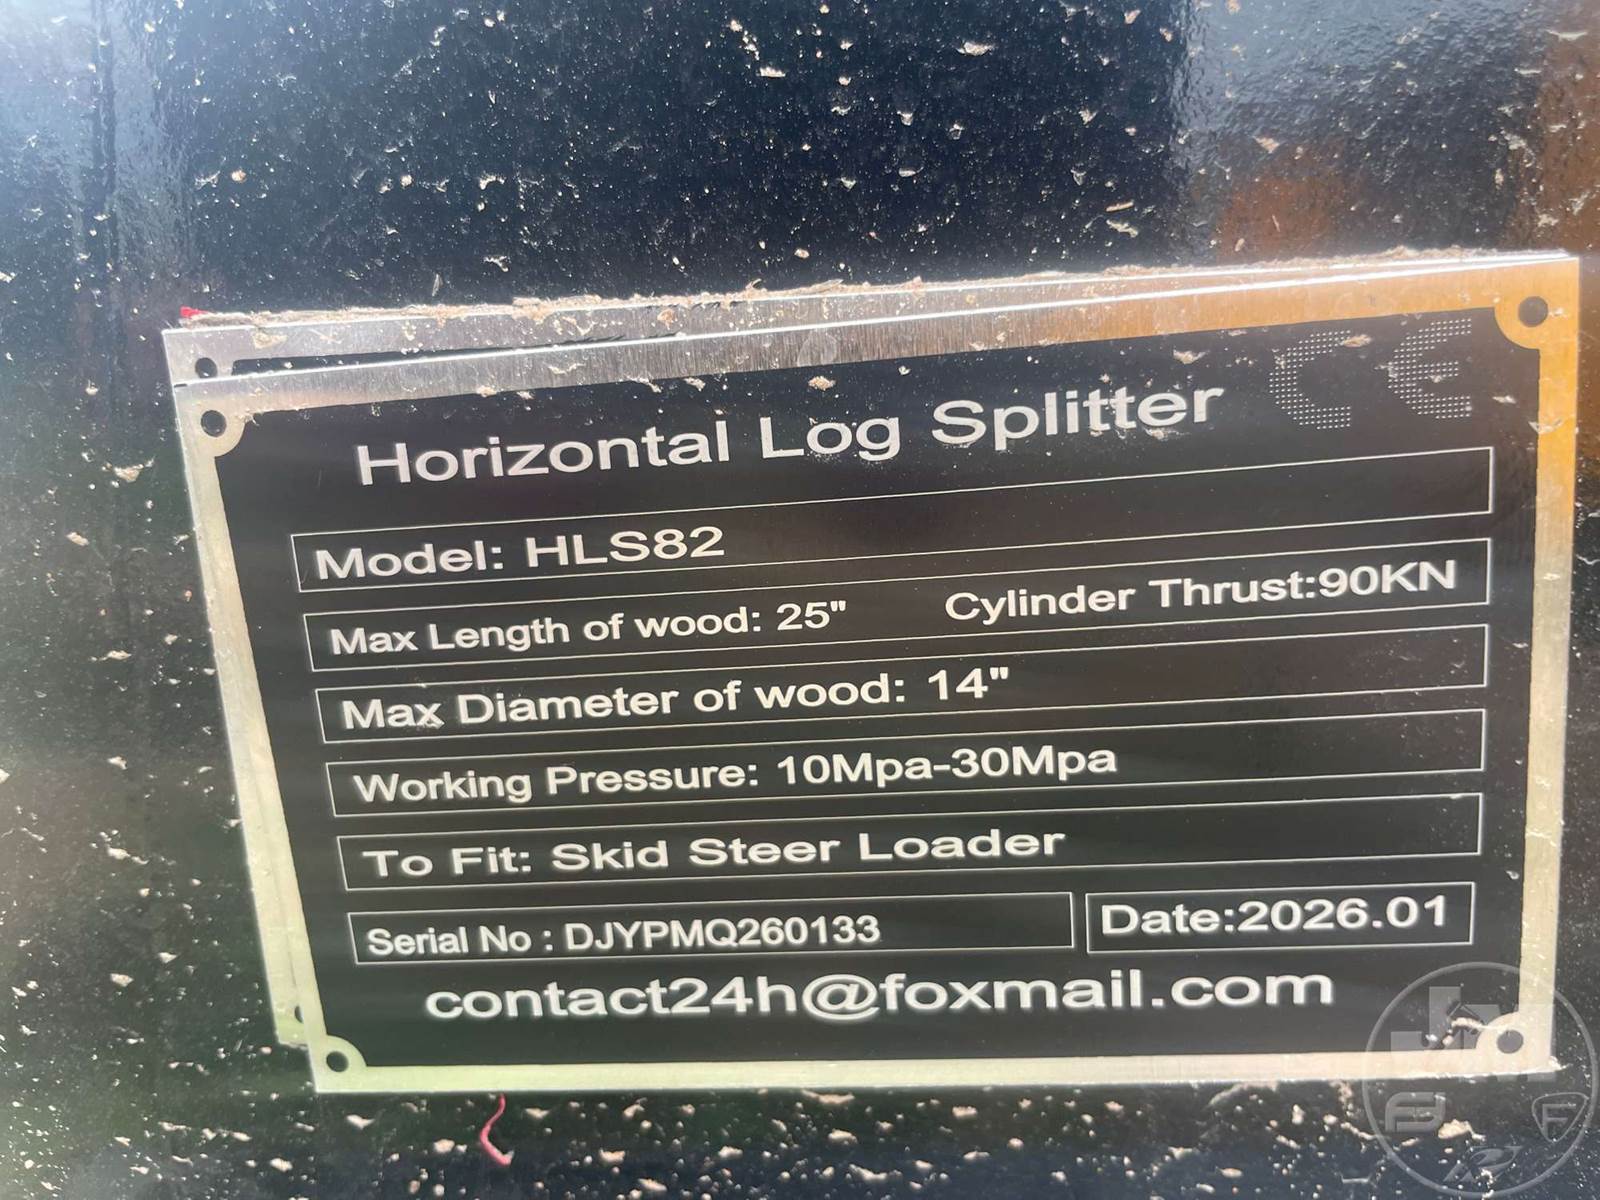 Horizontal Log Splitter CE
Model: HLS82
Max Length of wood: 25" Cylinder Thrust:90KN
Max Diameter of wood: 14"
Working Pressure: 10Mpa-30Mpa
To Fit: Skid Steer Loader
Serial No : DJYPMQ260133 Date:2026.01
contact24h@foxmail.com